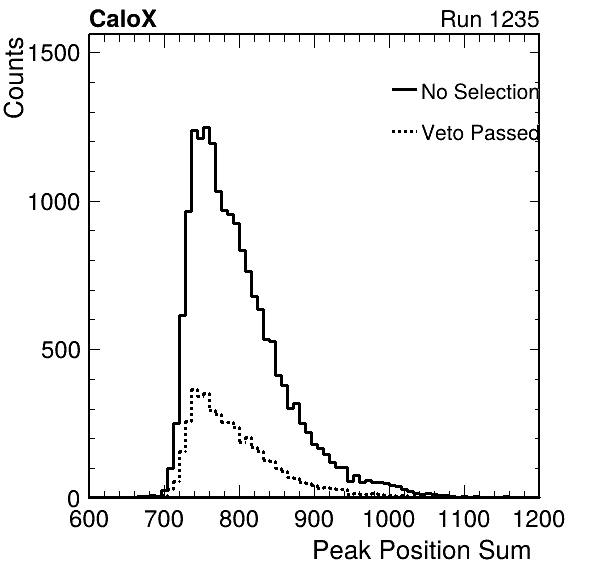 CaloX Run 1235
Counts
1500
1000
500
0
No Selection
Veto Passed
600 700 800 900 1000 1100 1200
Peak Position Sum